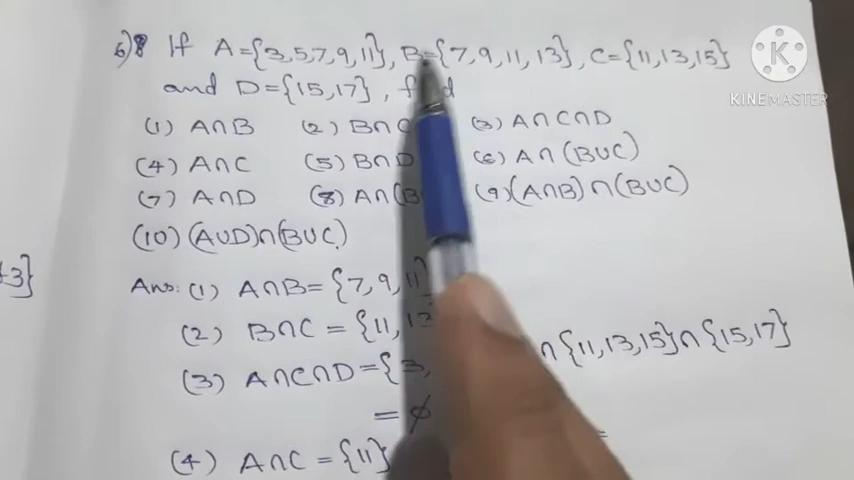 6) If A={3,5,7,9,11}, B={7,9,11,13}, C={11,13,15}
and D={15,17}, find
(1) A∩B (2) B∩C (3) A∩C∩D
(4) A∩C (5) B∩D (6) A∩(B∪C)
(7) A∩D (8) A∩(B (9) (A∩B)∩(B∪C)
(10) (A∪D)∩(B∪C)
Ans: (1) A∩B={7,9,11
(2) B∩C={11,13
(3) A∩C∩D={3, ∩{11,13,15}∩{15,17}
= ∅
(4) A∩C={11} =
-3}
KINEMASTER